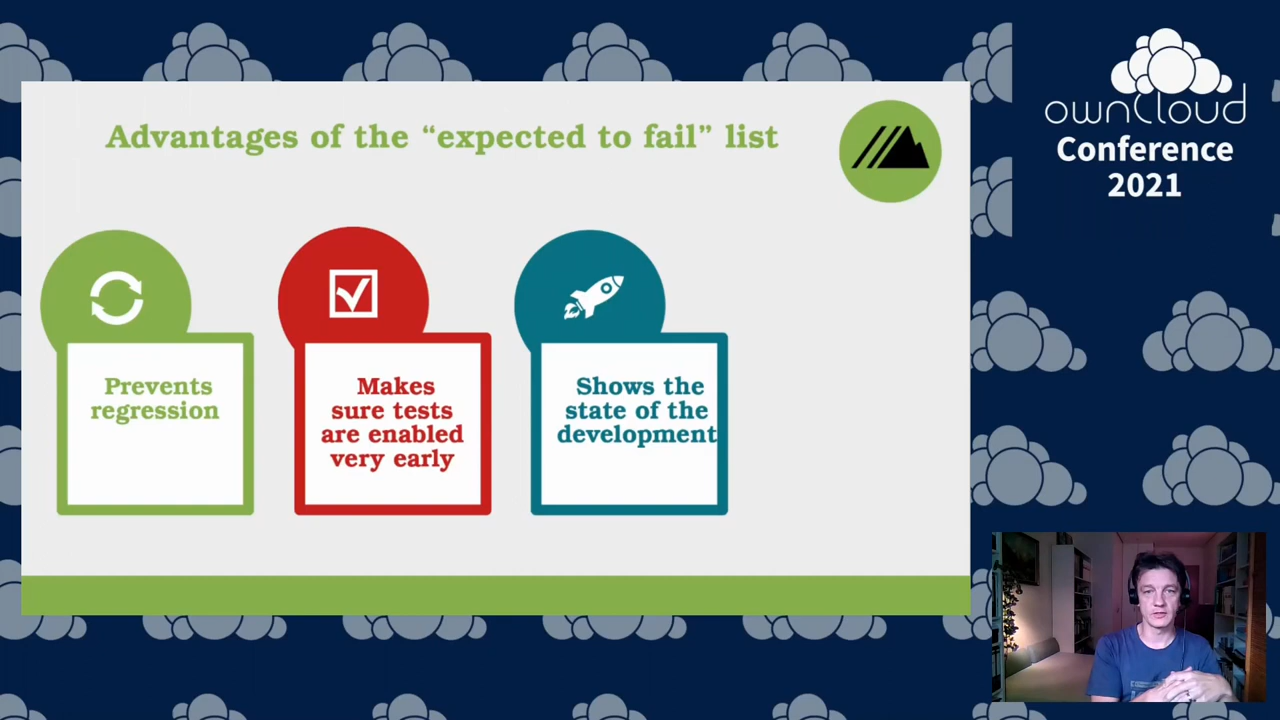 Advantages of the “expected to fail” list
Prevents
regression
Makes
sure tests
are enabled
very early
Shows the
state of the
development
ownCloud
Conference
2021